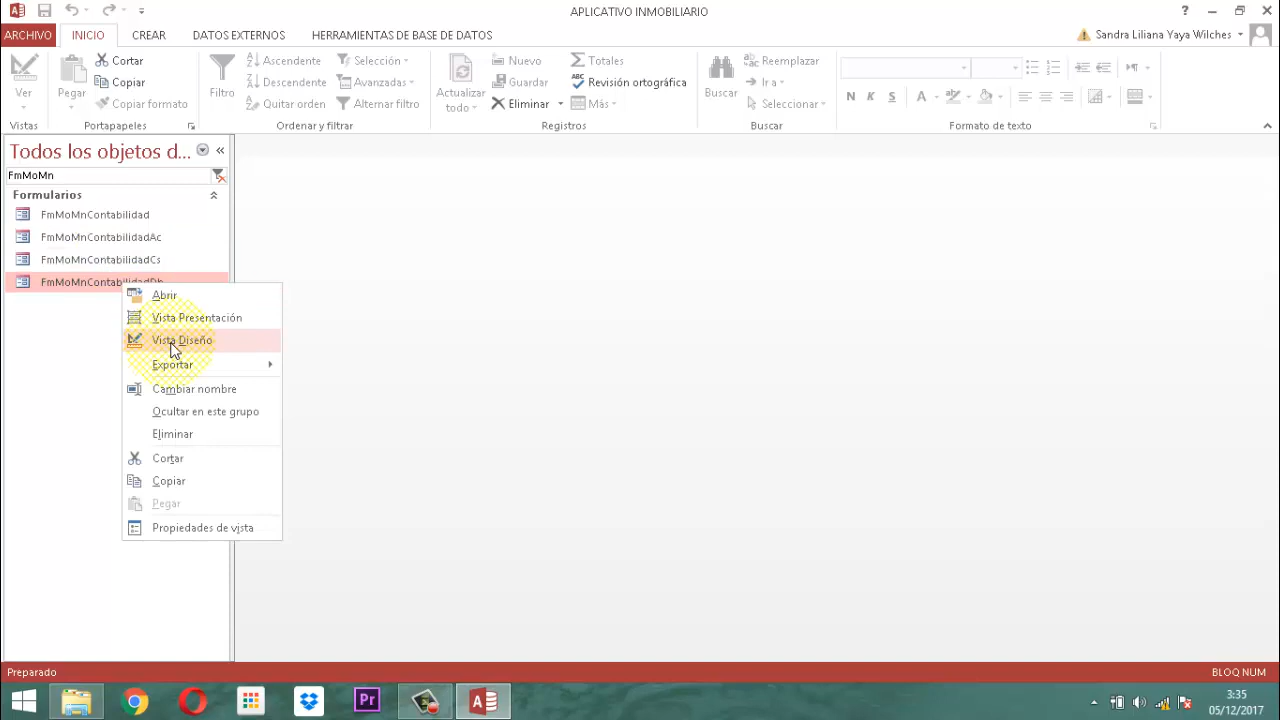 APLICATIVO INMOBILIARIO
?
ARCHIVO INICIO CREAR DATOS EXTERNOS HERRAMIENTAS DE BASE DE DATOS Sandra Liliana Yaya Wilches
Ver
Vistas
Pegar
Cortar
Copiar
Copiar formato
Portapapeles
Filtro
Ascendente
Descendente
Quitar orden
Selección
Avanzadas
Alternar filtro
Ordenar y filtrar
Actualizar
todo
Nuevo
Guardar
Eliminar
Totales
Revisión ortográfica
Más
Registros
Buscar
Reemplazar
Ir a
Seleccionar
Buscar
N K S A
Formato de texto
Todos los objetos d...
FmMoMn
Formularios
FmMoMnContabilidad
FmMoMnContabilidadAc
FmMoMnContabilidadCs
FmMoMnContabilidadDb
Abrir
Vista Presentación
Vista Diseño
Exportar
Cambiar nombre
Ocultar en este grupo
Eliminar
Cortar
Copiar
Pegar
Propiedades de vista
Preparado BLOQ NUM
Pr
3:35
05/12/2017